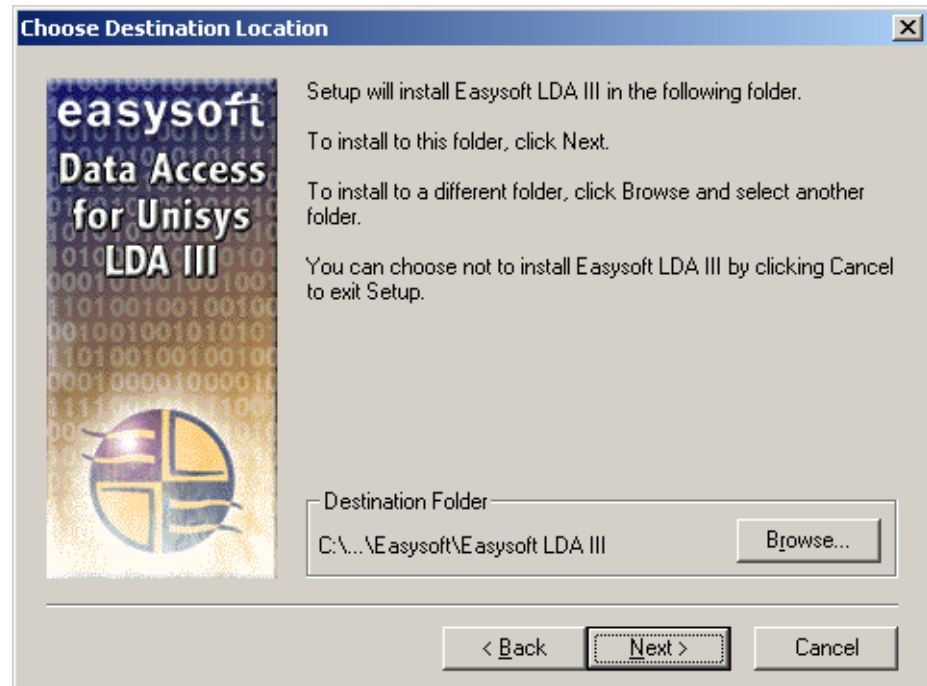 Choose Destination Location
easysoft
Data Access
for Unisys
LDA III
Setup will install Easysoft LDA III in the following folder.
To install to this folder, click Next.
To install to a different folder, click Browse and select another
folder.
You can choose not to install Easysoft LDA III by clicking Cancel
to exit Setup.
Destination Folder
C:\...\Easysoft\Easysoft LDA III
Browse...
< Back
Next >
Cancel